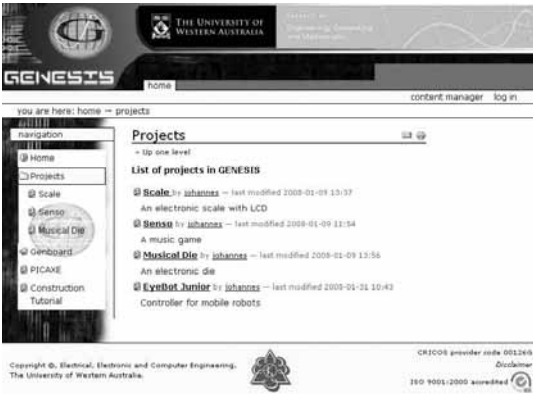 THE UNIVERSITY OF
WESTERN AUSTRALIA
GENESIS
home
content manager log in
you are here: home → projects
navigation
Home
Projects
Scale
Senso
Musical Die
Genboard
PICAXE
Construction
Tutorial
Projects
Up one level
List of projects in GENESIS
Scale by johannes — last modified 2008-01-09 13:37
An electronic scale with LCD
Senso by johannes — last modified 2008-01-09 11:54
A music game
Musical Die by johannes — last modified 2008-01-09 13:56
An electronic die
EyeBot Junior by johannes — last modified 2008-01-31 10:43
Controller for mobile robots
Copyright ©, Electrical, Electronic and Computer Engineering.
The University of Western Australia.
CRICOS provider code 00126G
Disclaimer
ISO 9001:2000 accredited